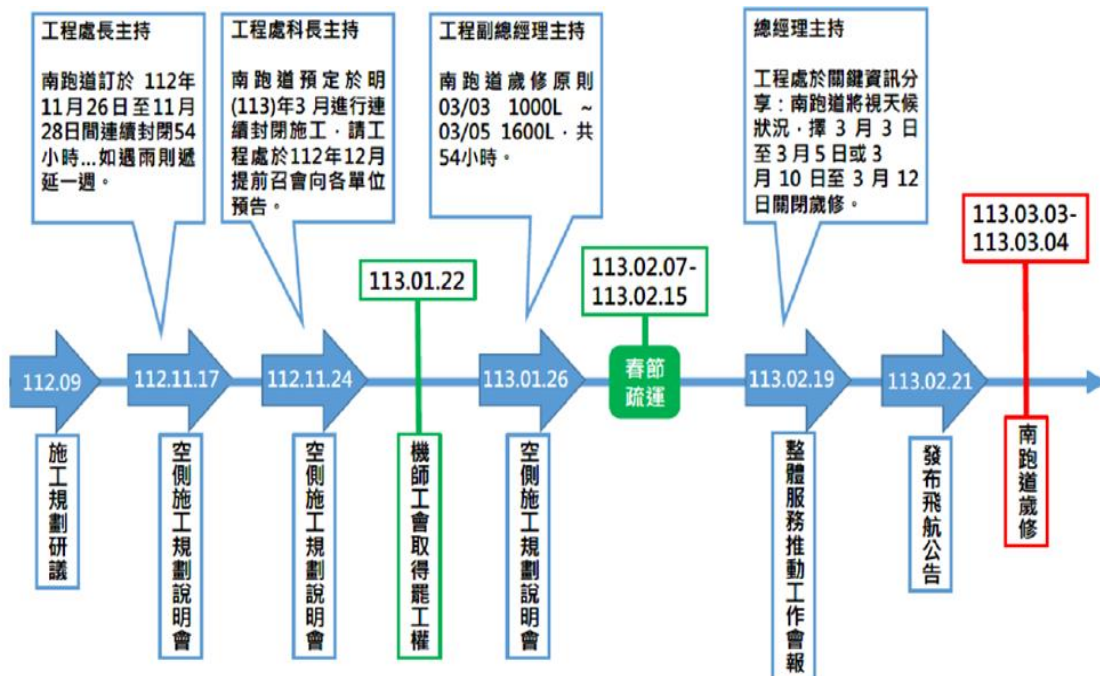 工程處長主持
南跑道訂於 112年
11月26日至11月
28日間連續封閉54
小時...如遇雨則遞
延一週。
工程處科長主持
南跑道預定於明
(113)年3 月進行連
續封閉施工，請工
程處於112年12月
提前召會向各單位
預告。
工程副總經理主持
南跑道歲修原則
03/03 1000L ~
03/05 1600L，共
54小時。
總經理主持
工程處於關鍵資訊分
享：南跑道將視天候
狀況，擇 3 月 3 日
至 3 月 5 日或 3
月 10 日至 3 月 12
日關閉歲修。
113.01.22
113.02.07-
113.02.15
113.03.03-
113.03.04
112.09
112.11.17
112.11.24
113.01.26
春節
疏運
113.02.19
113.02.21
施工規劃研議
空側施工規劃說明會
空側施工規劃說明會
機師工會取得罷工權
空側施工規劃說明會
整體服務推動工作會報
發布飛航公告
南跑道歲修